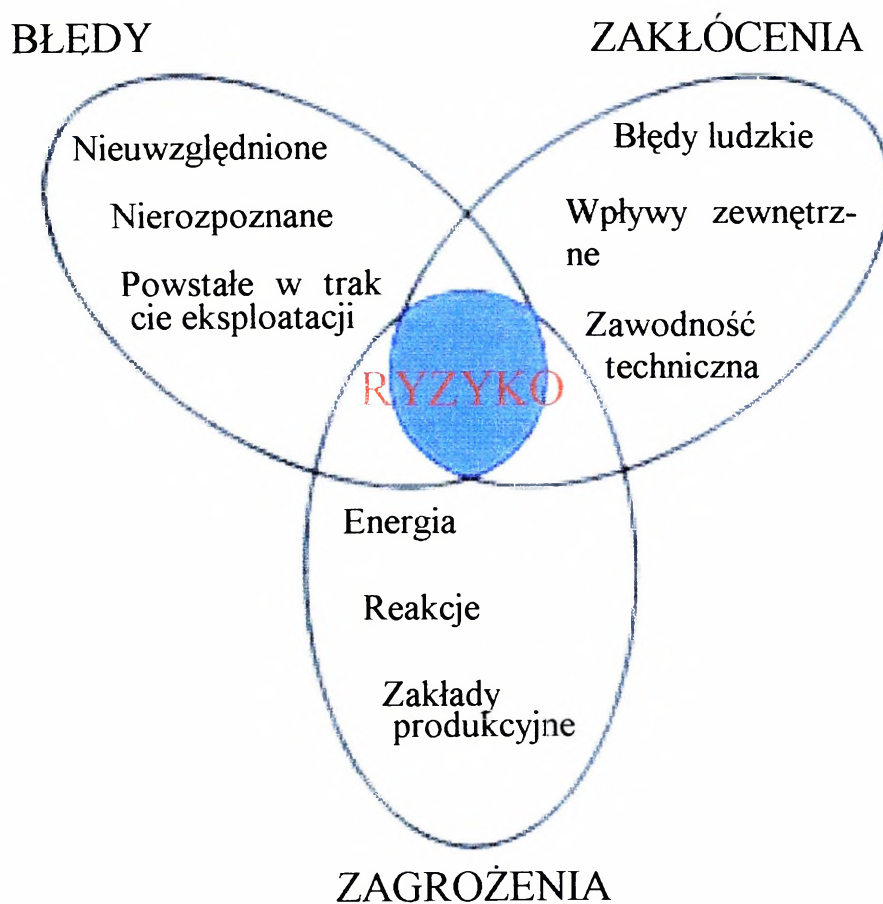 BŁĘDY
ZAKŁÓCENIA
Nieuwzględnione
Nierozpoznane
Powstałe w trak
cie eksploatacji
Błędy ludzkie
Wpływy zewnętrz-
ne
Zawodność
techniczna
RYZYKO
Energia
Reakcje
Zakłady
produkcyjne
ZAGROŻENIA